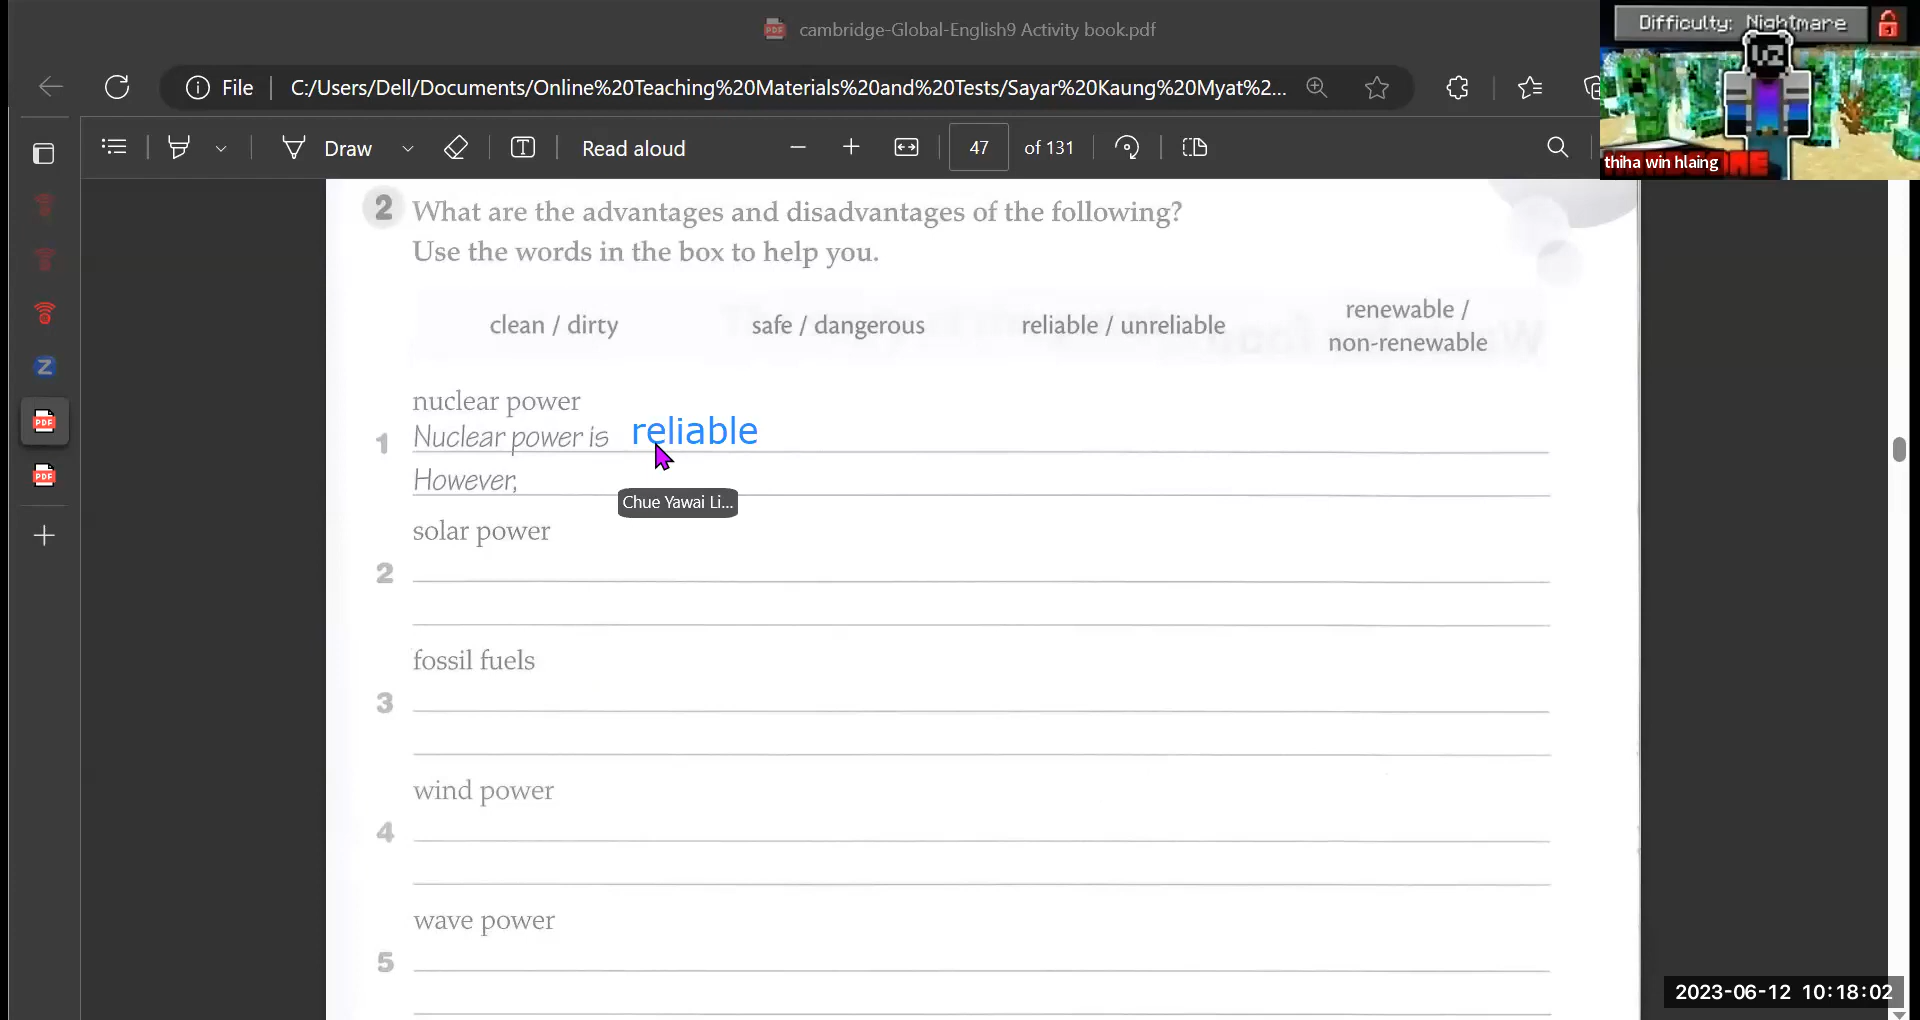 cambridge-Global-English9 Activity book.pdf
Difficulty: Nightmare
File
C:/Users/Dell/Documents/Online%20Teaching%20Materials%20and%20Tests/Sayar%20Kaung%20Myat%2...
Draw
Read aloud
47
of 131
thiha win hlaing
2 What are the advantages and disadvantages of the following?
Use the words in the box to help you.
clean / dirty
safe / dangerous
reliable / unreliable
renewable /
non-renewable
nuclear power
1 Nuclear power is reliable
However,
Chue Yawai Li...
solar power
2
fossil fuels
3
wind power
4
wave power
5
2023-06-12 10:18:02